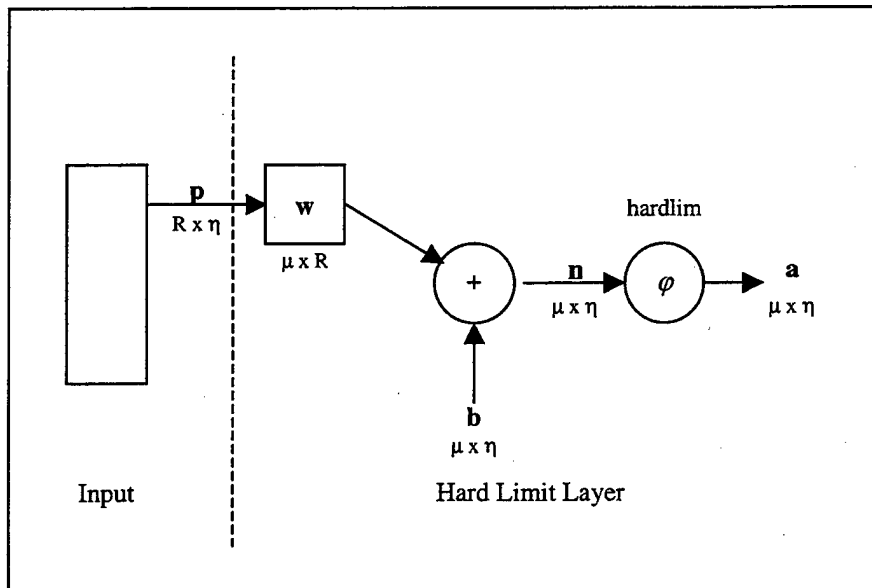 p
R x η
w
μ x R
+
b
μ x η
n
μ x η
hardlim
φ
a
μ x η
Input
Hard Limit Layer